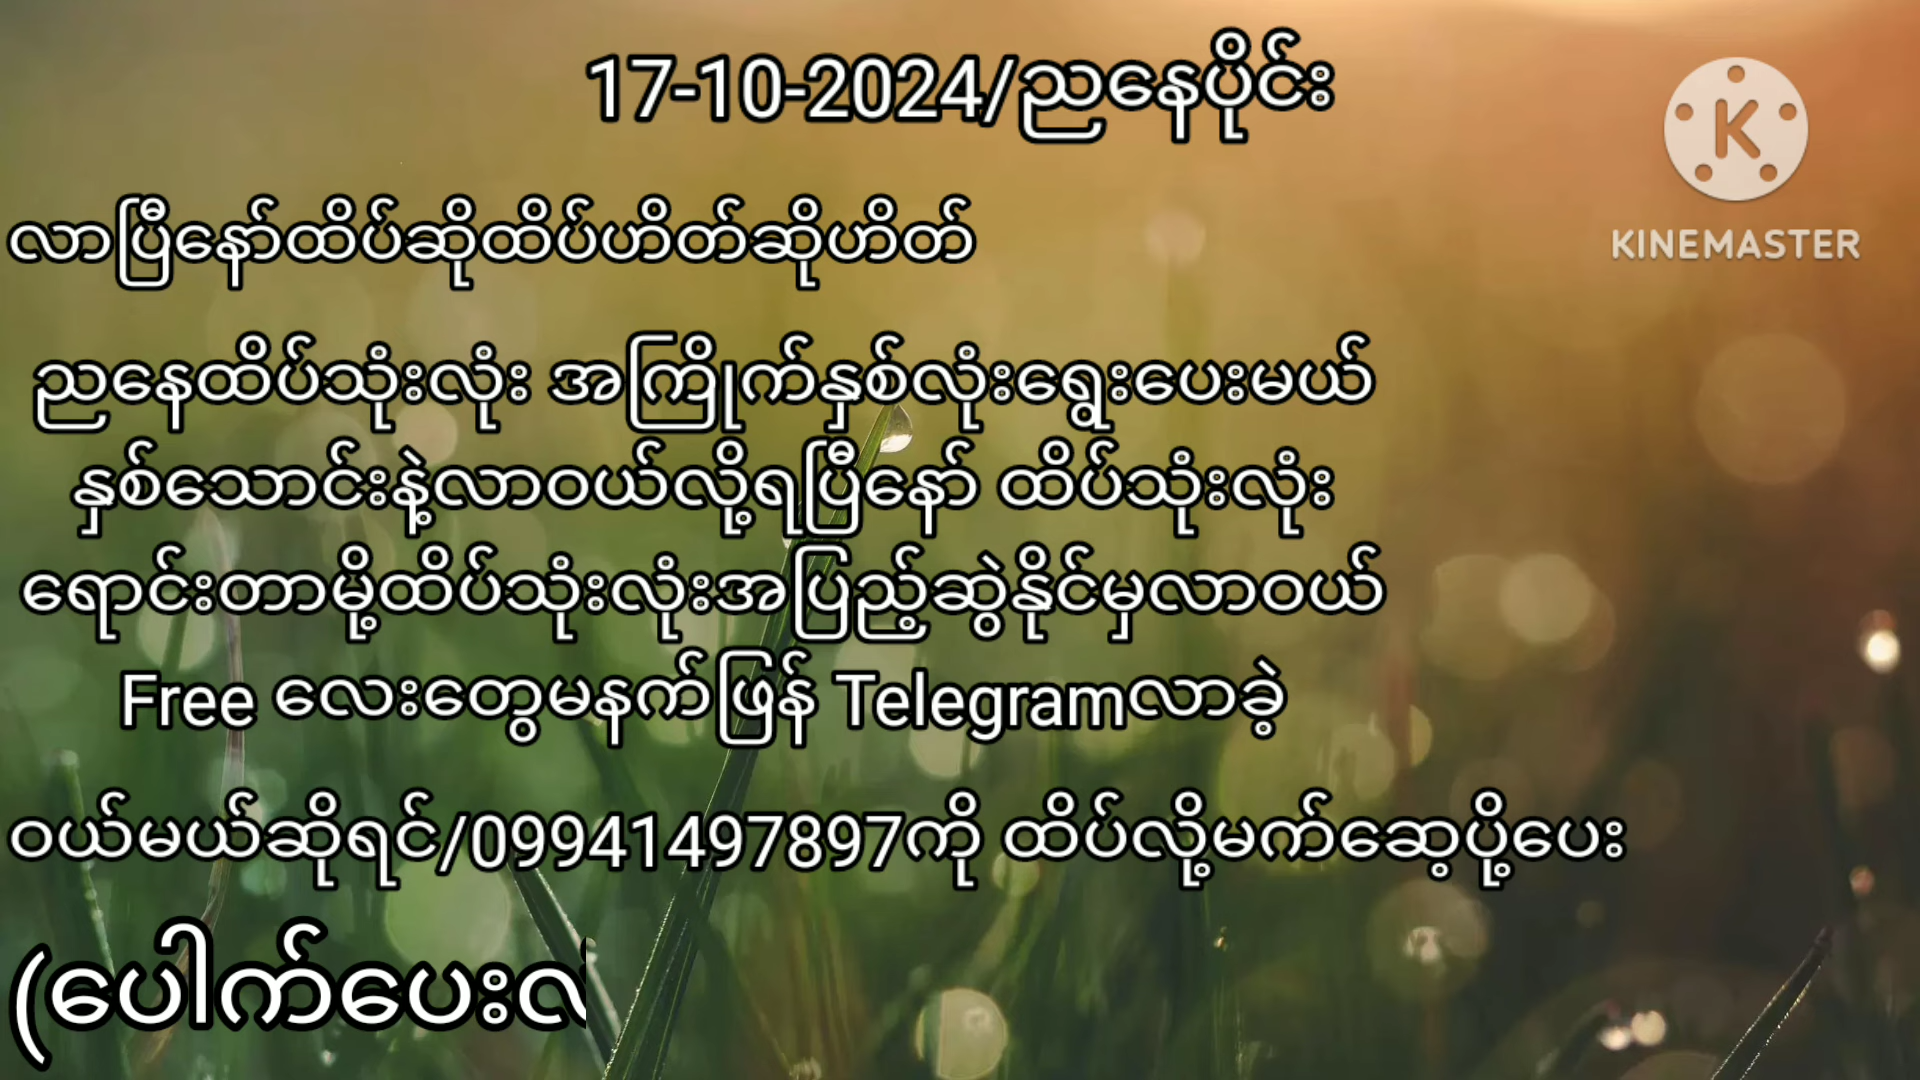 17-10-2024/ညနေပိုင်း
K
KINEMASTER
လာပြီနော်ထိပ်ဆိုထိပ်ဟိတ်ဆိုဟိတ်
ညနေထိပ်သုံးလုံး အကြိုက်နှစ်လုံးရွေးပေးမယ်
နှစ်သောင်းနဲ့လာဝယ်လို့ရပြီနော် ထိပ်သုံးလုံး
ရောင်းတာမို့ထိပ်သုံးလုံးအပြည့်ဆွဲနိုင်မှလာဝယ်
Free လေးတွေမနက်ဖြန် Telegramလာခဲ့
ဝယ်မယ်ဆိုရင်/09941497897ကို ထိပ်လို့မက်ဆေ့ပို့ပေး
(ပေါက်ပေး